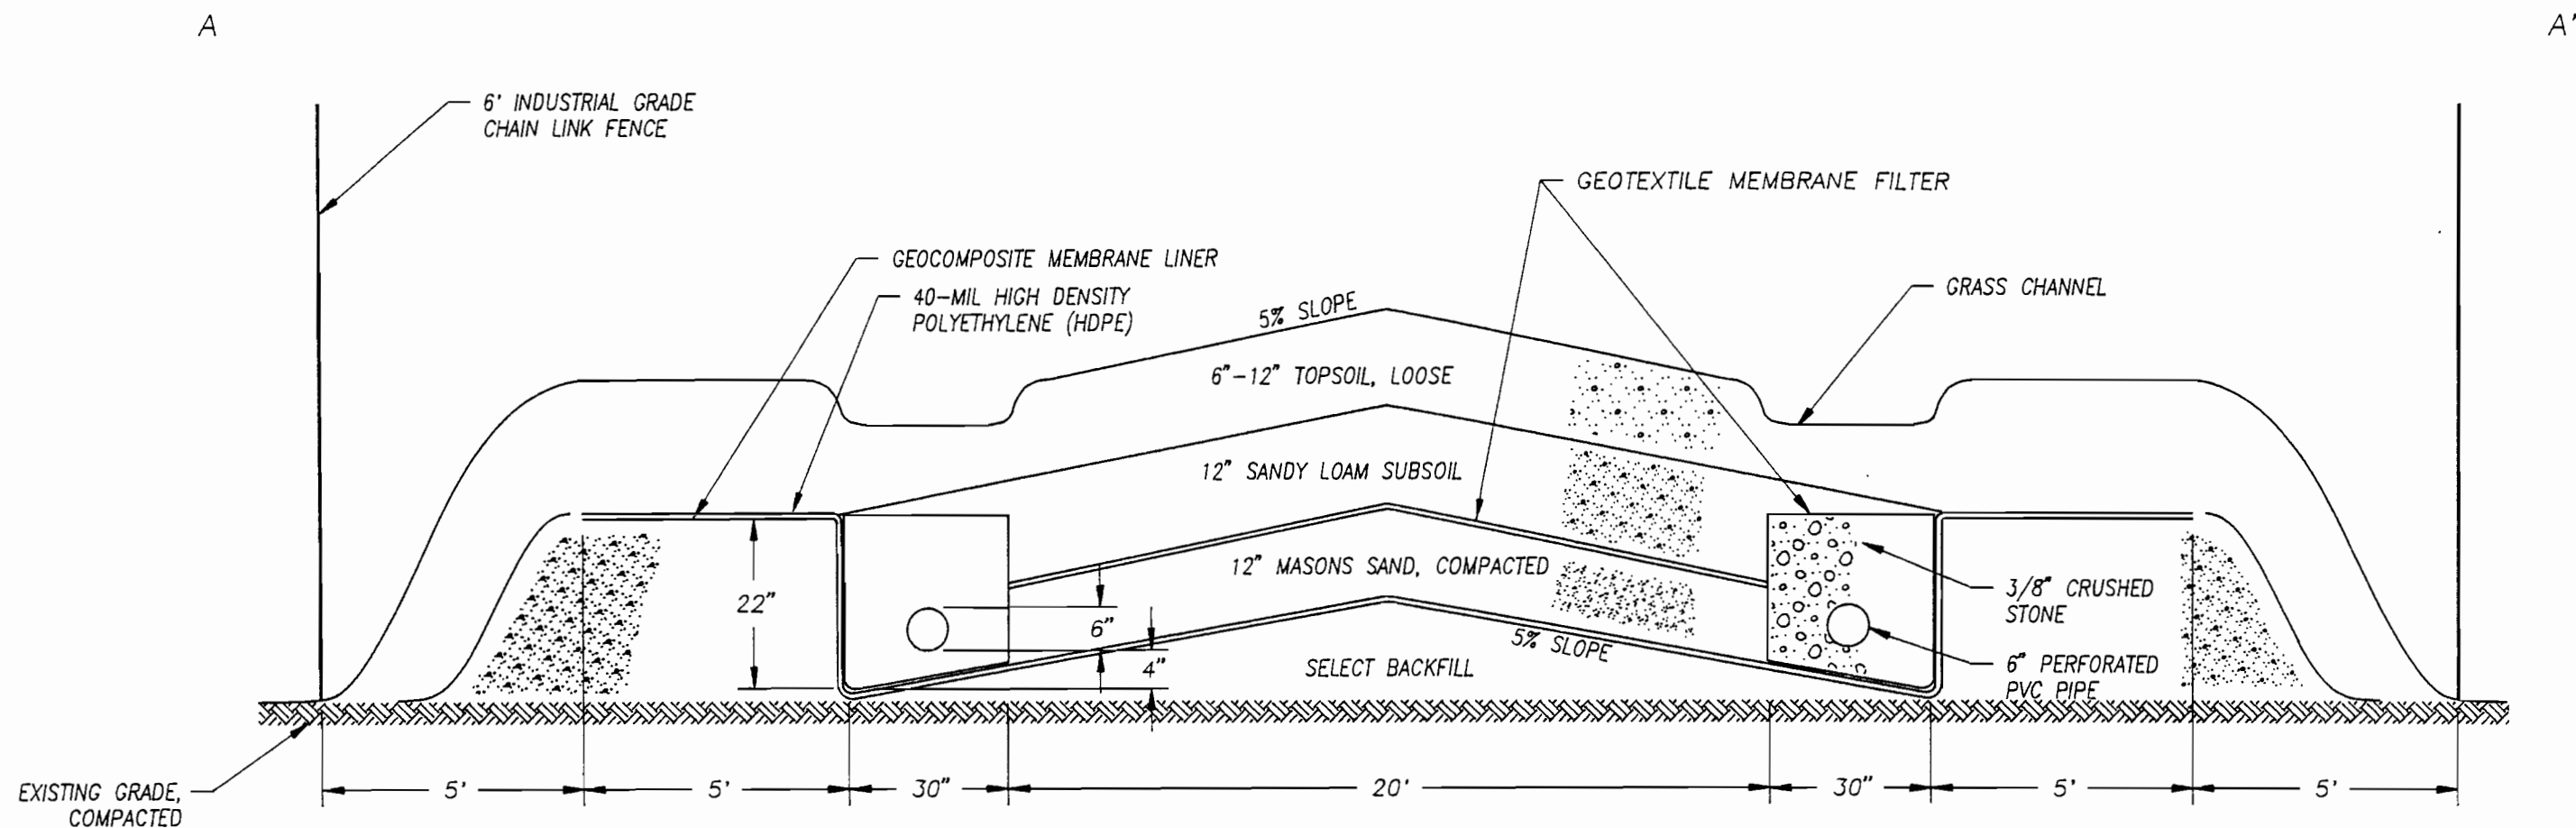 A
A'
6' INDUSTRIAL GRADE
CHAIN LINK FENCE
GEOTEXTILE MEMBRANE FILTER
GEOCOMPOSITE MEMBRANE LINER
40-MIL HIGH DENSITY
POLYETHYLENE (HDPE)
5% SLOPE
GRASS CHANNEL
6"-12" TOPSOIL, LOOSE
12" SANDY LOAM SUBSOIL
12" MASONS SAND, COMPACTED
3/8" CRUSHED
STONE
22"
6"
4"
5% SLOPE
SELECT BACKFILL
6" PERFORATED
PVC PIPE
EXISTING GRADE,
COMPACTED
5'
5'
30"
20'
30"
5'
5'